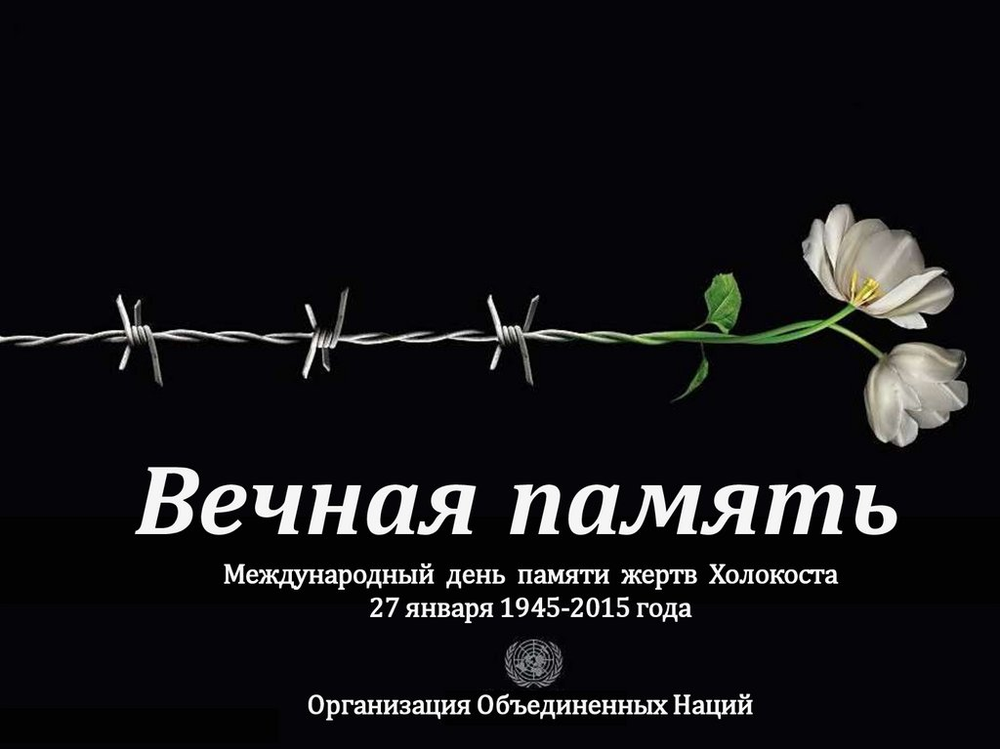 Вечная память
Международный день памяти жертв Холокоста
27 января 1945-2015 года
Организация Объединенных Наций